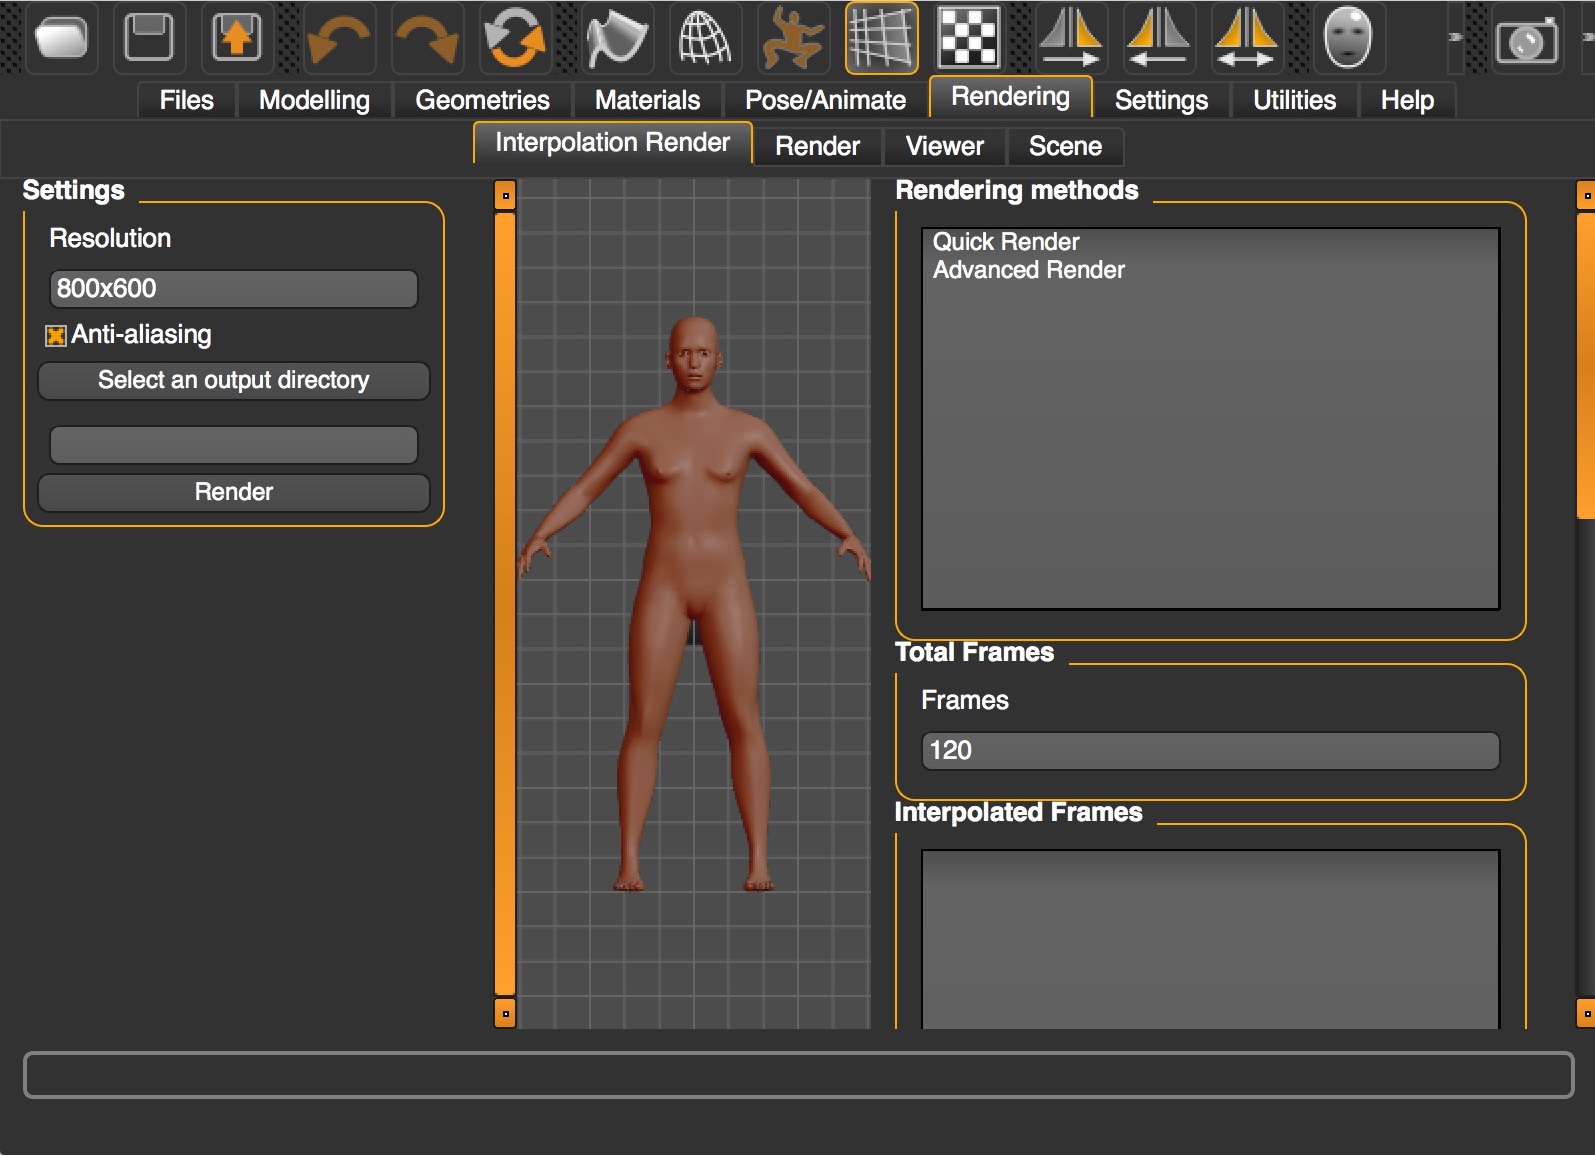 Files Modelling Geometries Materials Pose/Animate Rendering Settings Utilities Help
Interpolation Render Render Viewer Scene
Settings
Resolution
800x600
Anti-aliasing
Select an output directory
Render
Rendering methods
Quick Render
Advanced Render
Total Frames
Frames
120
Interpolated Frames